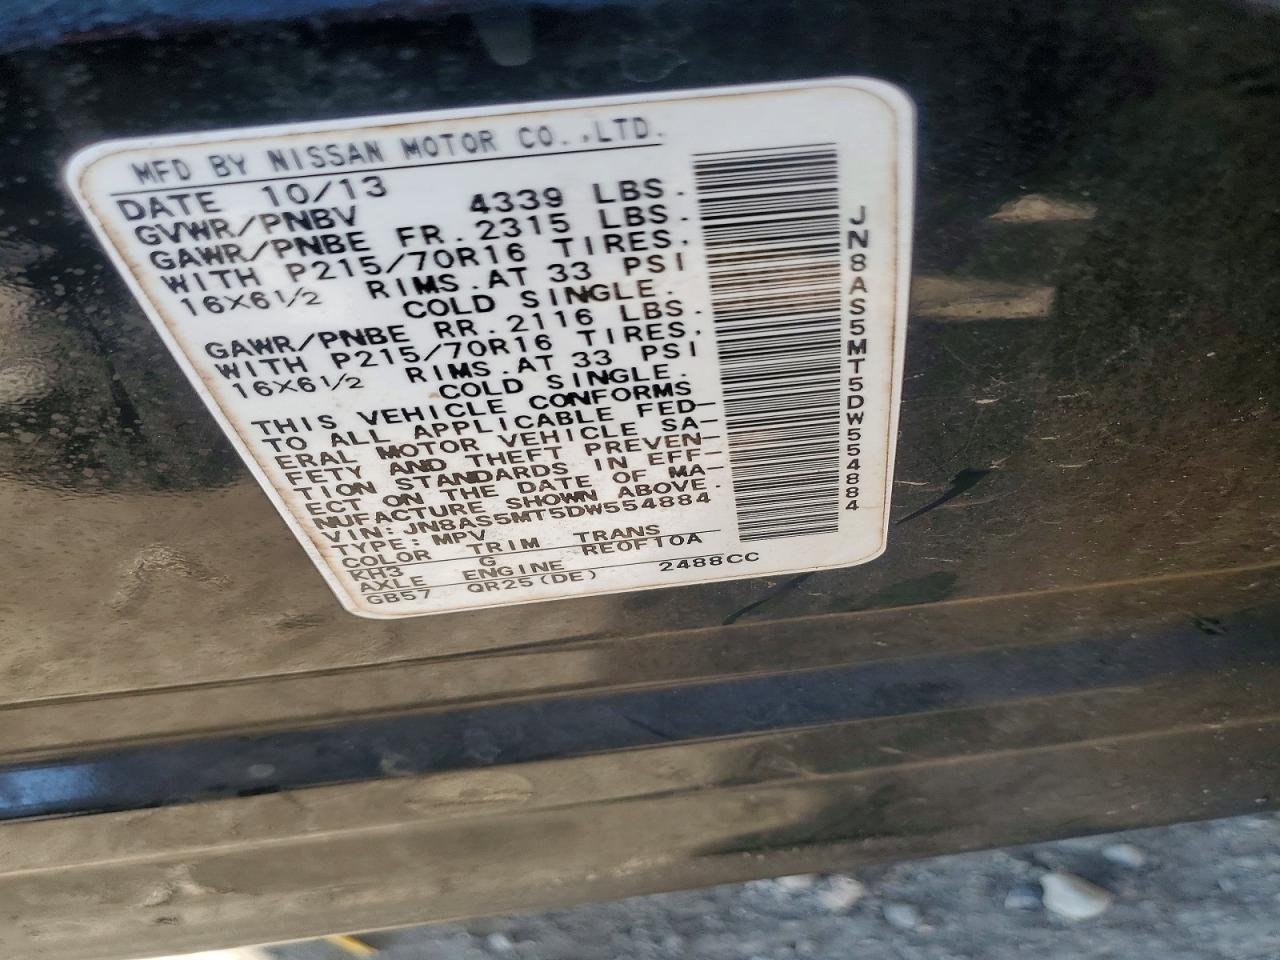 MFD BY NISSAN MOTOR CO.,LTD.
DATE 10/13
GVWR/PNBV 4339 LBS.
GAWR/PNBE FR.2315 LBS.
WITH P215/70R16 TIRES.
16X6 1/2 RIMS.AT 33 PSI
COLD SINGLE.
GAWR/PNBE RR.2116 LBS.
WITH P215/70R16 TIRES.
16X6 1/2 RIMS.AT 33 PSI
COLD SINGLE.
THIS VEHICLE CONFORMS
TO ALL APPLICABLE FED-
ERAL MOTOR VEHICLE SA-
FETY AND THEFT PREVEN-
TION STANDARDS IN EFF-
ECT ON THE DATE OF MA-
NUFACTURE SHOWN ABOVE.
VIN:JN8AS5MT5DW554884
TYPE:MPV
COLOR TRIM TRANS
KH3 G RE0F10A
AXLE ENGINE
GB57 QR25(DE) 2488CC
JN8AS5MT5DW554884